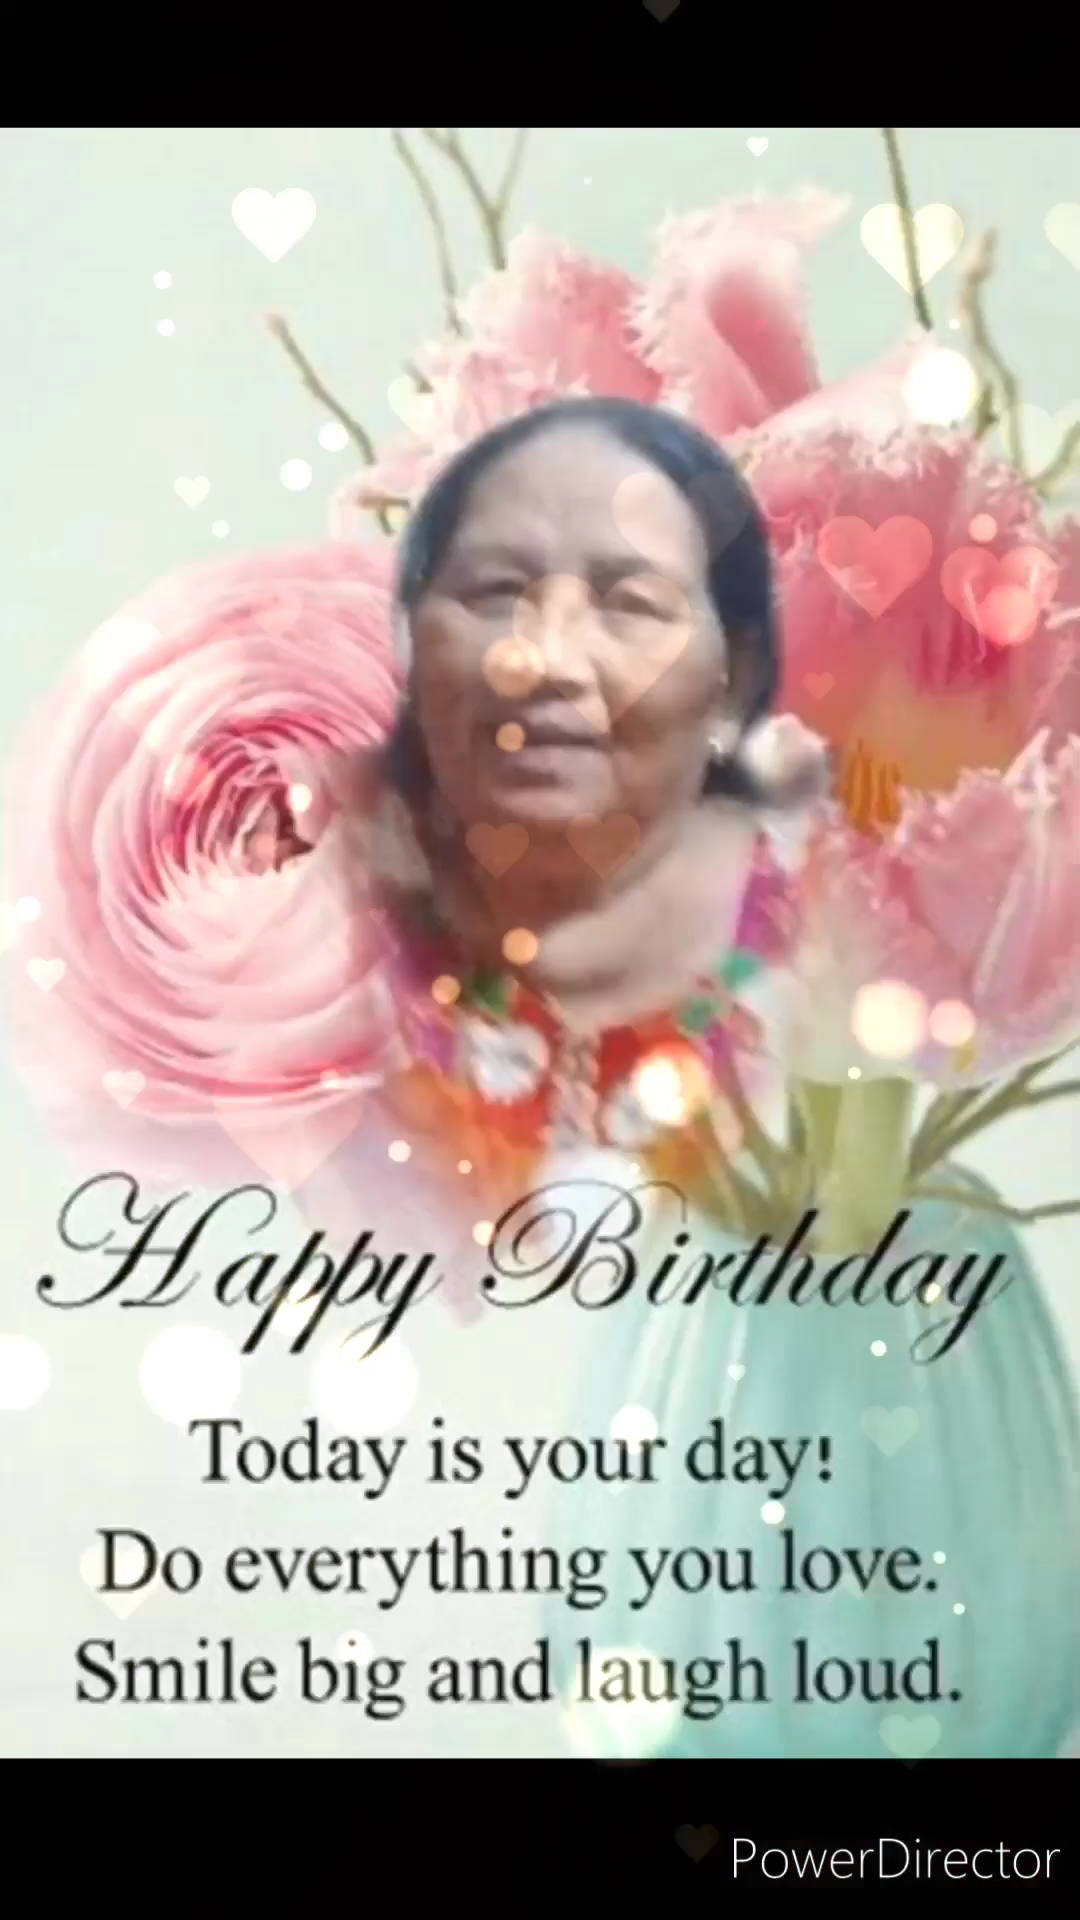 Happy Birthday
Today is your day!
Do everything you love.
Smile big and laugh loud.
PowerDirector